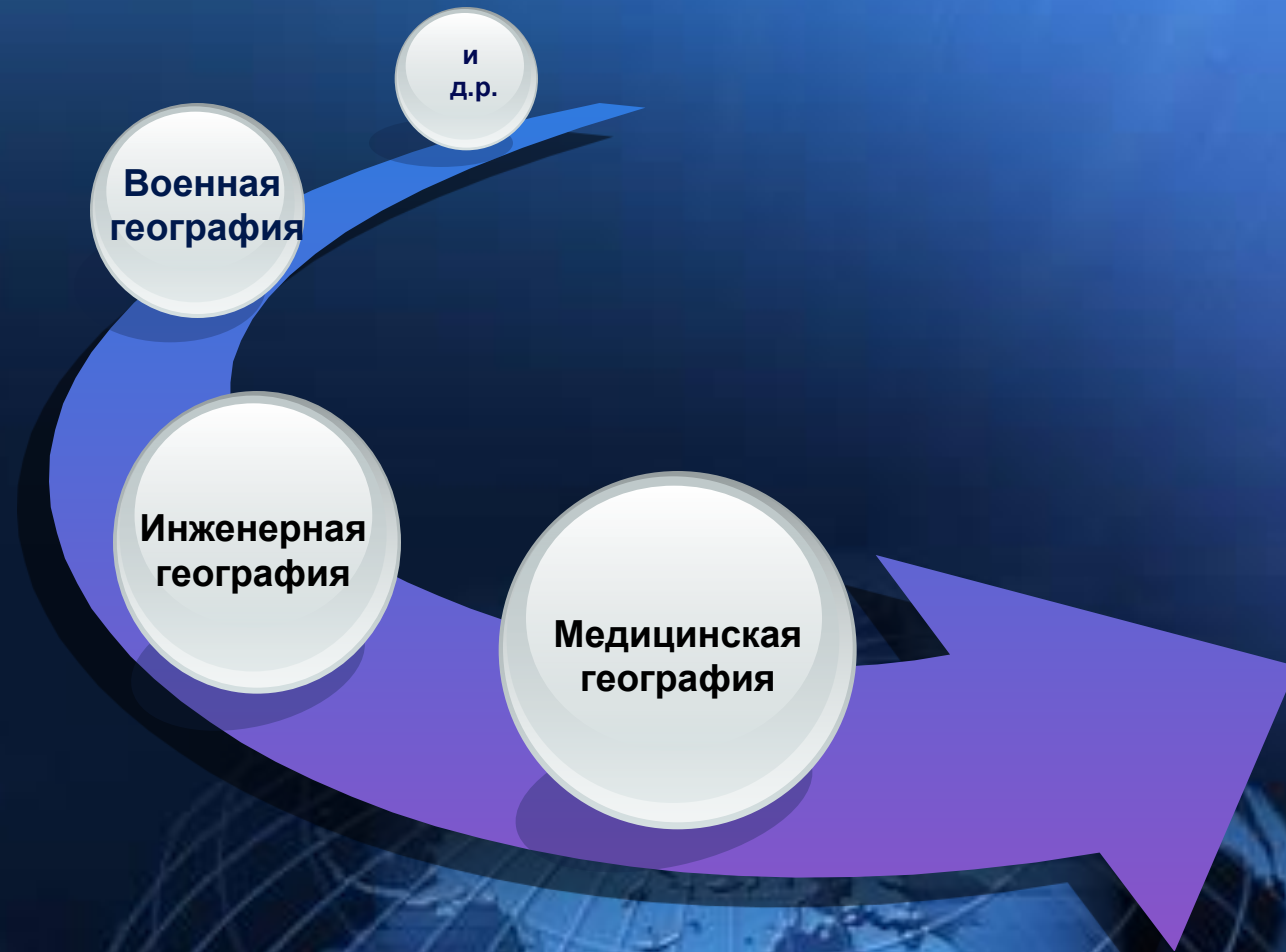 и
д.р.
Военная
география
Инженерная
география
Медицинская
география